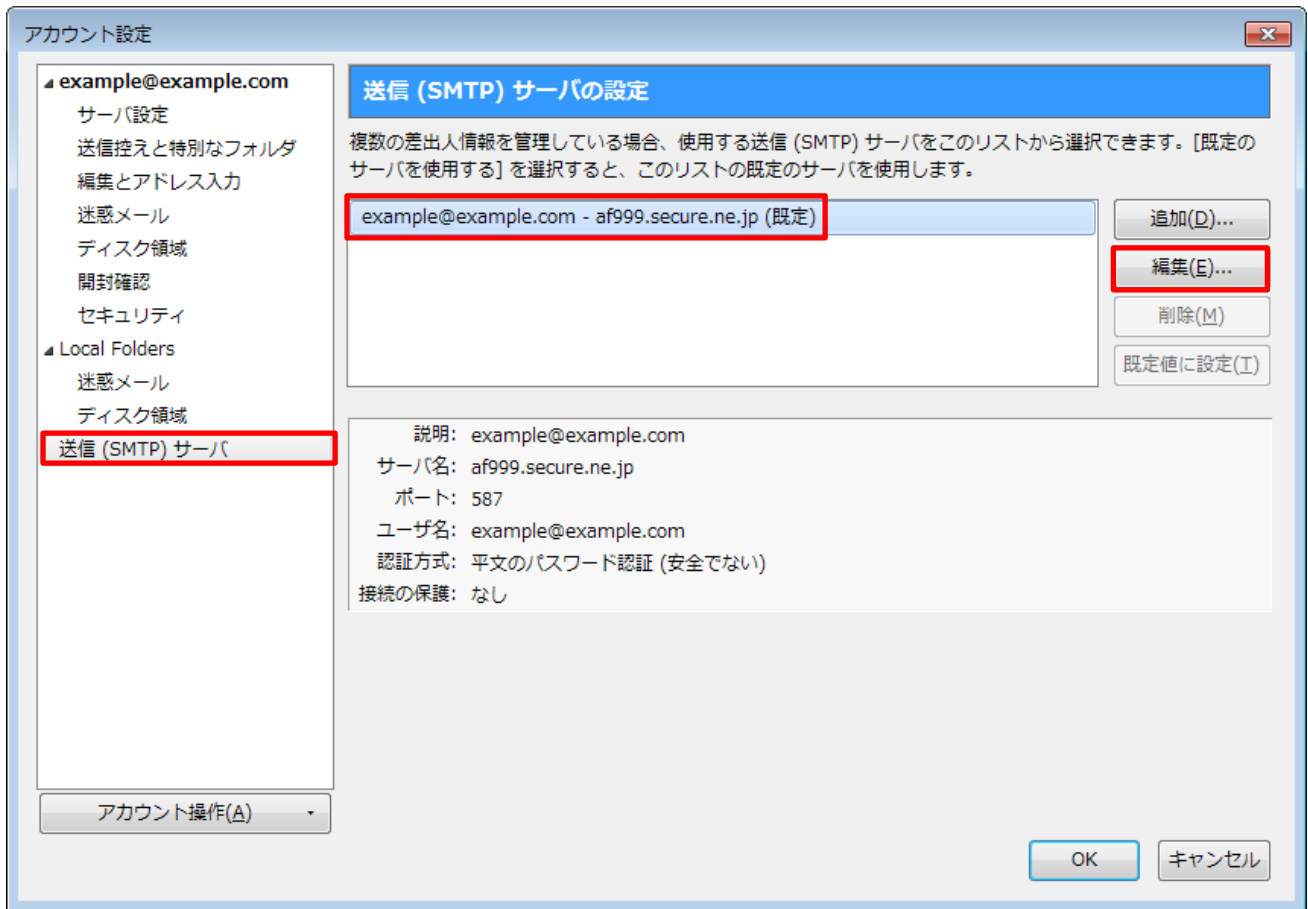 アカウント設定
example@example.com
サーバ設定
送信控えと特別なフォルダ
編集とアドレス入力
迷惑メール
ディスク領域
開封確認
セキュリティ
Local Folders
迷惑メール
ディスク領域
送信 (SMTP) サーバ
アカウント操作(A)
送信 (SMTP) サーバの設定
複数の差出人情報を管理している場合、使用する送信 (SMTP) サーバをこのリストから選択できます。[既定の
サーバを使用する] を選択すると、このリストの既定のサーバを使用します。
example@example.com - af999.secure.ne.jp (既定)
追加(D)...
編集(E)...
削除(M)
既定値に設定(T)
説明: example@example.com
サーバ名: af999.secure.ne.jp
ポート: 587
ユーザ名: example@example.com
認証方式: 平文のパスワード認証 (安全でない)
接続の保護: なし
OK
キャンセル